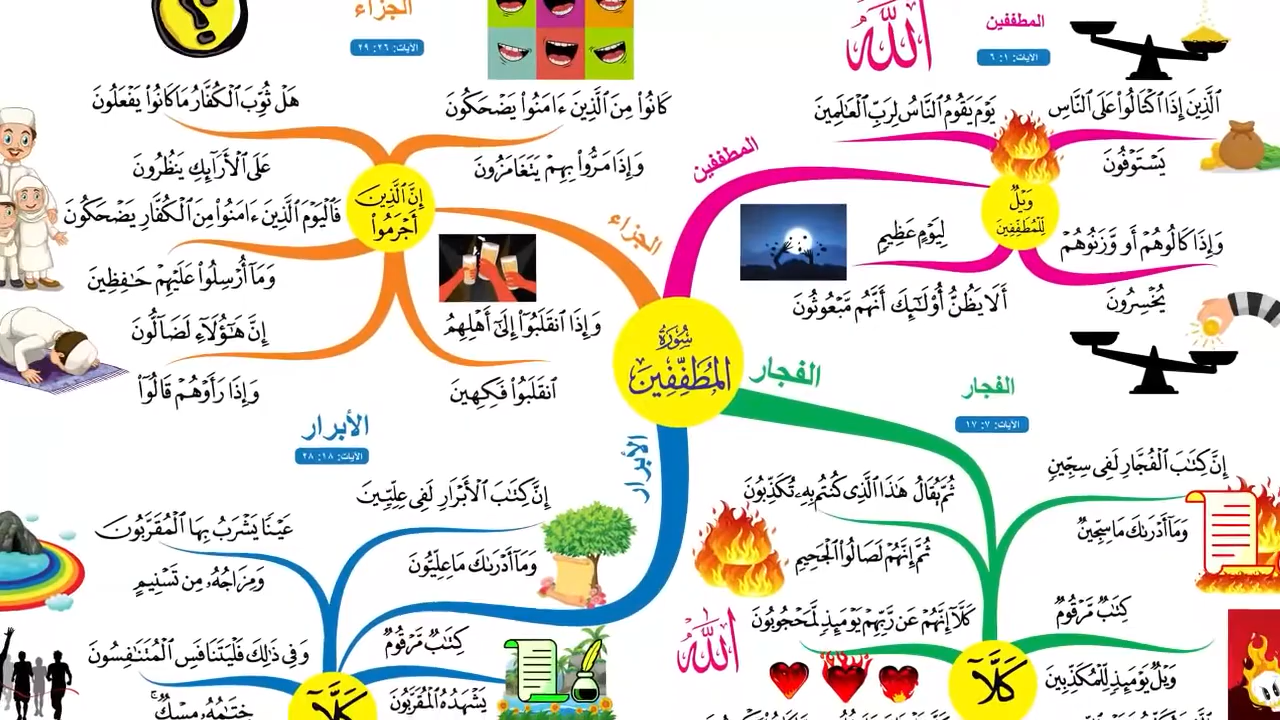 المطففين
الآيات: ١: ٦
الله
ٱلَّذِينَ إِذَا ٱكْتَالُوا۟ عَلَى ٱلنَّاسِ
يَسْتَوْفُونَ
وَإِذَا كَالُوهُمْ أَو وَّزَنُوهُمْ
يُخْسِرُونَ
يَوْمَ يَقُومُ ٱلنَّاسُ لِرَبِّ ٱلْعَٰلَمِينَ
لِيَوْمٍ عَظِيمٍ
أَلَا يَظُنُّ أُو۟لَٰٓئِكَ أَنَّهُم مَّبْعُوثُونَ
وَيْلٌ
لِّلْمُطَفِّفِينَ
المطففين
سُورَةُ
المُطَفِّفِينَ
الفجار
الفجار
الآيات: ٧: ١٧
إِنَّ كِتَٰبَ ٱلْفُجَّارِ لَفِى سِجِّينٍ
وَمَآ أَدْرَىٰكَ مَا سِجِّينٌ
كِتَٰبٌ مَّرْقُومٌ
وَيْلٌ يَوْمَئِذٍ لِّلْمُكَذِّبِينَ
ثُمَّ يُقَالُ هَٰذَا ٱلَّذِى كُنتُم بِهِۦ تُكَذِّبُونَ
ثُمَّ إِنَّهُمْ لَصَالُوا۟ ٱلْجَحِيمِ
كَلَّآ إِنَّهُمْ عَن رَّبِّهِمْ يَوْمَئِذٍ لَّمَحْجُوبُونَ
الله
كَلَّآ
الجزاء
الآيات: ٢٦: ٢٩
الجزاء
كَانُوا۟ مِنَ ٱلَّذِينَ ءَامَنُوا۟ يَضْحَكُونَ
وَإِذَا مَرُّوا۟ بِهِمْ يَتَغَامَزُونَ
وَإِذَا ٱنقَلَبُوٓا۟ إِلَىٰٓ أَهْلِهِمُ
ٱنقَلَبُوا۟ فَكِهِينَ
إِنَّ ٱلَّذِينَ
أَجْرَمُوا۟
هَلْ ثُوِّبَ ٱلْكُفَّارُ مَا كَانُوا۟ يَفْعَلُونَ
عَلَى ٱلْأَرَآئِكِ يَنظُرُونَ
فَٱلْيَوْمَ ٱلَّذِينَ ءَامَنُوا۟ مِنَ ٱلْكُفَّارِ يَضْحَكُونَ
وَمَآ أُرْسِلُوا۟ عَلَيْهِمْ حَٰفِظِينَ
إِنَّ هَٰٓؤُلَآءِ لَضَآلُّونَ
وَإِذَا رَأَوْهُمْ قَالُوٓا۟
الأبرار
الأبرار
الآيات: ١٨: ٢٨
إِنَّ كِتَٰبَ ٱلْأَبْرَارِ لَفِى عِلِّيِّينَ
وَمَآ أَدْرَىٰكَ مَا عِلِّيُّونَ
كِتَٰبٌ مَّرْقُومٌ
يَشْهَدُهُ ٱلْمُقَرَّبُونَ
عَيْنًا يَشْرَبُ بِهَا ٱلْمُقَرَّبُونَ
وَمِزَاجُهُۥ مِن تَسْنِيمٍ
وَفِى ذَٰلِكَ فَلْيَتَنَافَسِ ٱلْمُتَنَٰفِسُونَ
خِتَٰمُهُۥ مِسْكٌ ۚ
كَلَّآ